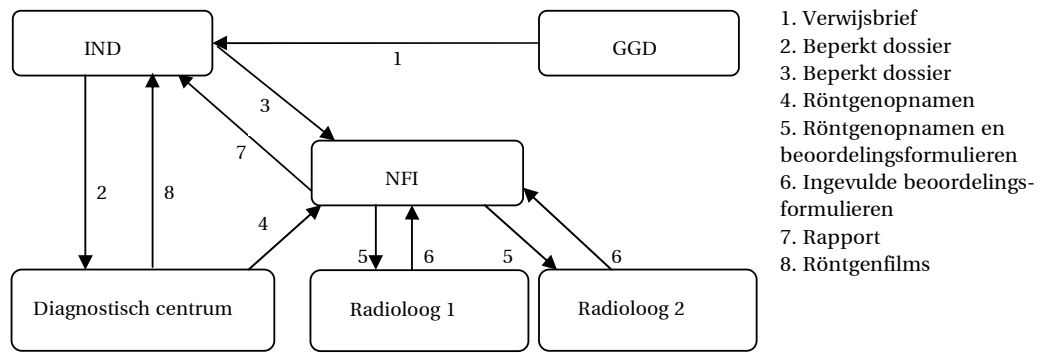 IND
GGD
1
3
7
NFI
2
8
4
5
6
5
6
Diagnostisch centrum
Radioloog 1
Radioloog 2
1. Verwijsbrief
2. Beperkt dossier
3. Beperkt dossier
4. Röntgenopnamen
5. Röntgenopnamen en
beoordelingsformulieren
6. Ingevulde beoordelings-
formulieren
7. Rapport
8. Röntgenfilms